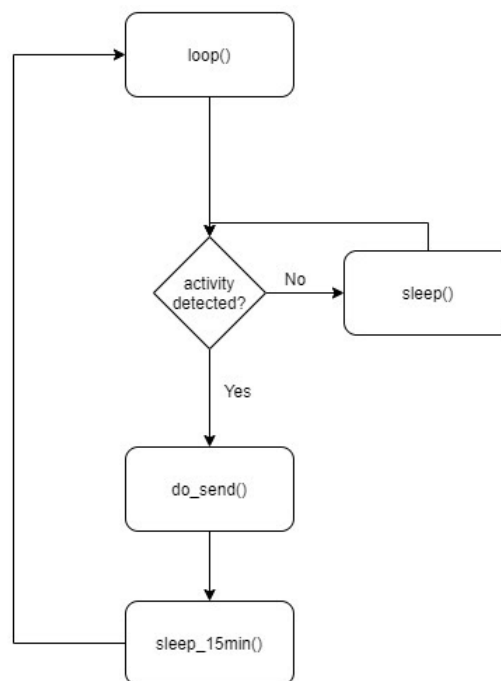 loop()
activity
detected?
No
sleep()
Yes
do_send()
sleep_15min()